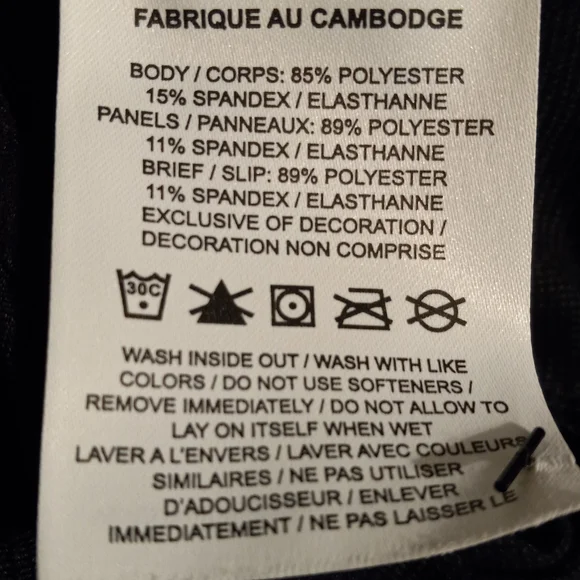 FABRIQUE AU CAMBODGE
BODY / CORPS: 85% POLYESTER
15% SPANDEX / ELASTHANNE
PANELS / PANNEAUX: 89% POLYESTER
11% SPANDEX / ELASTHANNE
BRIEF / SLIP: 89% POLYESTER
11% SPANDEX / ELASTHANNE
EXCLUSIVE OF DECORATION /
DECORATION NON COMPRISE
30C
WASH INSIDE OUT / WASH WITH LIKE
COLORS / DO NOT USE SOFTENERS /
REMOVE IMMEDIATELY / DO NOT ALLOW TO
LAY ON ITSELF WHEN WET
LAVER A L'ENVERS / LAVER AVEC COULEURS
SIMILAIRES / NE PAS UTILISER
D'ADOUCISSEUR / ENLEVER
IMMEDIATEMENT / NE PAS LAISSER LE